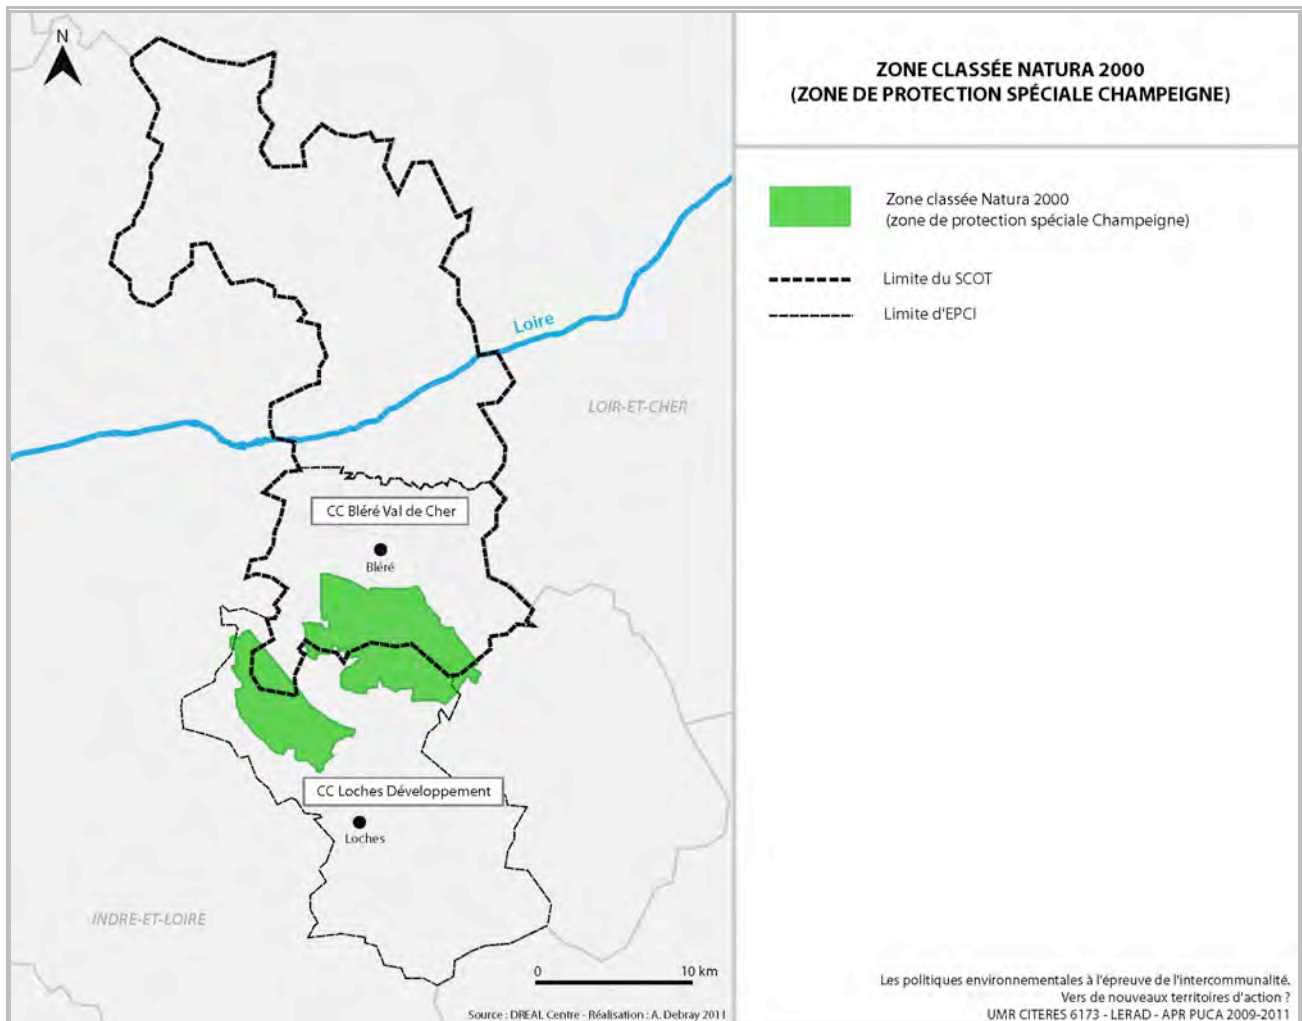 N
ZONE CLASSÉE NATURA 2000
(ZONE DE PROTECTION SPÉCIALE CHAMPEIGNE)
Zone classée Natura 2000
(zone de protection spéciale Champeigne)
Limite du SCOT
Limite d'EPCI
Loire
LOIR-ET-CHER
CC Bléré Val de Cher
Bléré
CC Loches Développement
Loches
INDRE-ET-LOIRE
0 10 km
Source : DREAL Centre - Réalisation : A. Debray 2011
Les politiques environnementales à l'épreuve de l'intercommunalité.
Vers de nouveaux territoires d'action ?
UMR CITERES 6173 - LERAD - APR PUCA 2009-2011